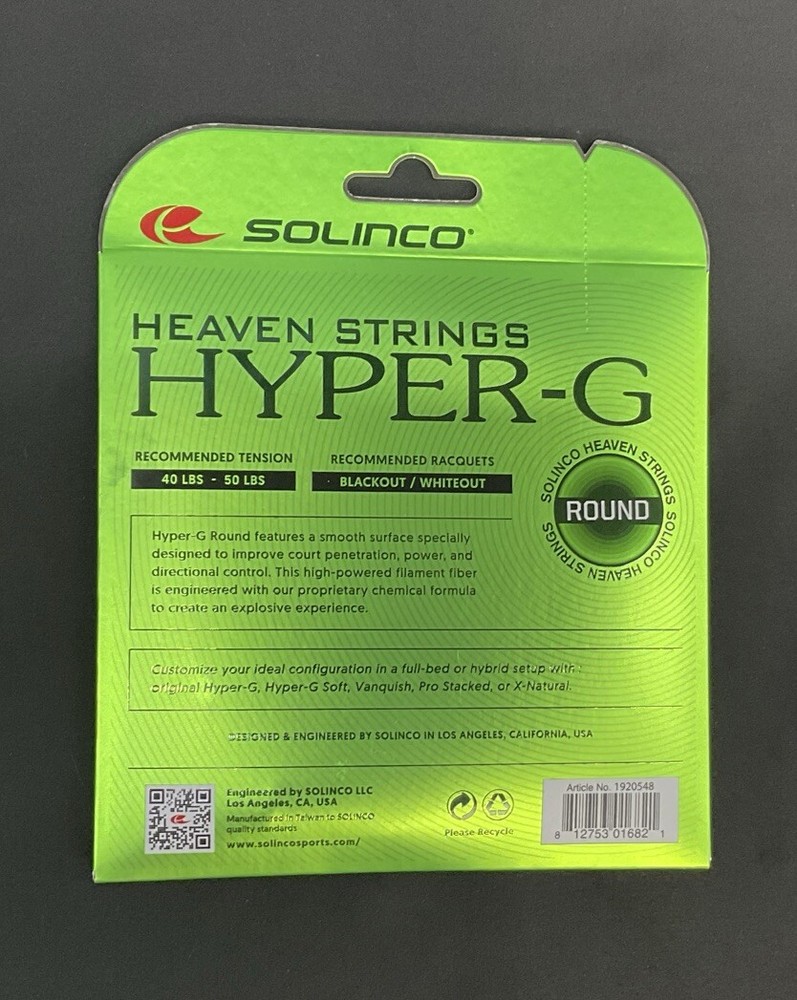 SOLINCO®
HEAVEN STRINGS
HYPER-G
RECOMMENDED TENSION
40 LBS - 50 LBS
RECOMMENDED RACQUETS
BLACKOUT / WHITEOUT
SOLINCO HEAVEN STRINGS SOLINCO HEAVEN STRINGS
ROUND
Hyper-G Round features a smooth surface specially
designed to improve court penetration, power, and
directional control. This high-powered filament fiber
is engineered with our proprietary chemical formula
to create an explosive experience.
Customize your ideal configuration in a full-bed or hybrid setup with
original Hyper-G, Hyper-G Soft, Vanquish, Pro Stacked, or X-Natural.
DESIGNED & ENGINEERED BY SOLINCO IN LOS ANGELES, CALIFORNIA, USA
Engineered by SOLINCO LLC
Los Angeles, CA, USA
Manufactured in Taiwan to SOLINCO
quality standards
www.solincosports.com/
Please Recycle
Article No. 1920548
8 12753 01682 1